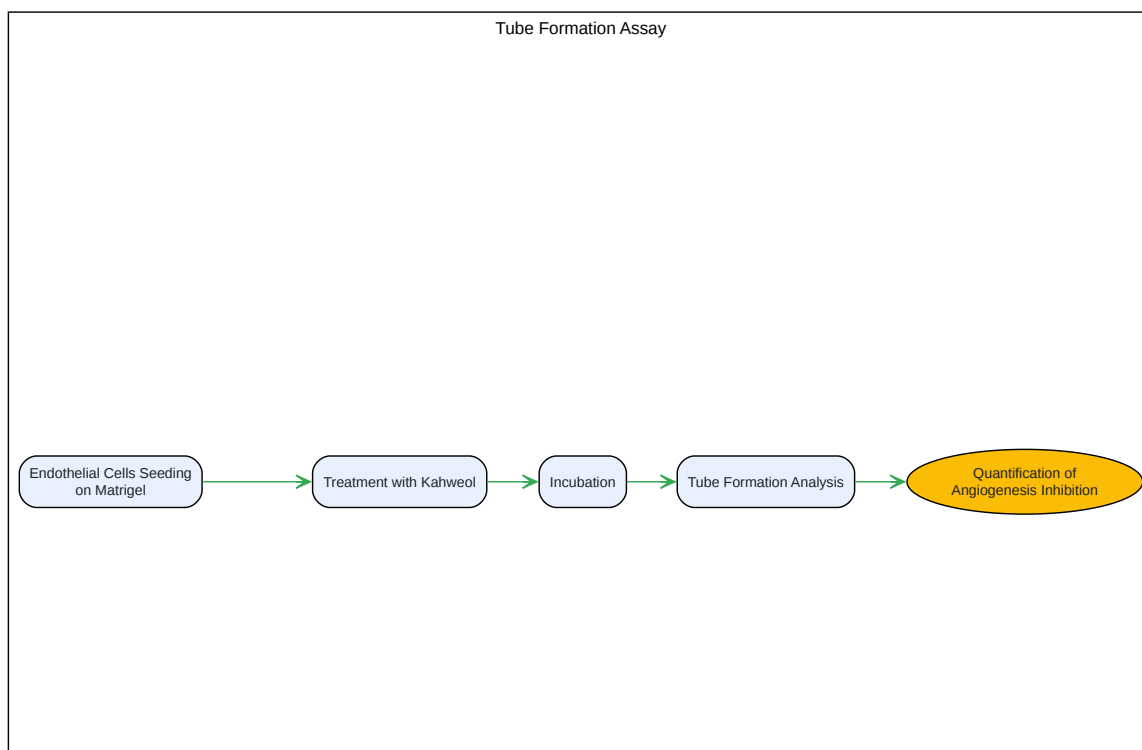 Tube Formation Assay
Endothelial Cells Seeding
on Matrigel
Treatment with Kahweol
Incubation
Tube Formation Analysis
Quantification of
Angiogenesis Inhibition